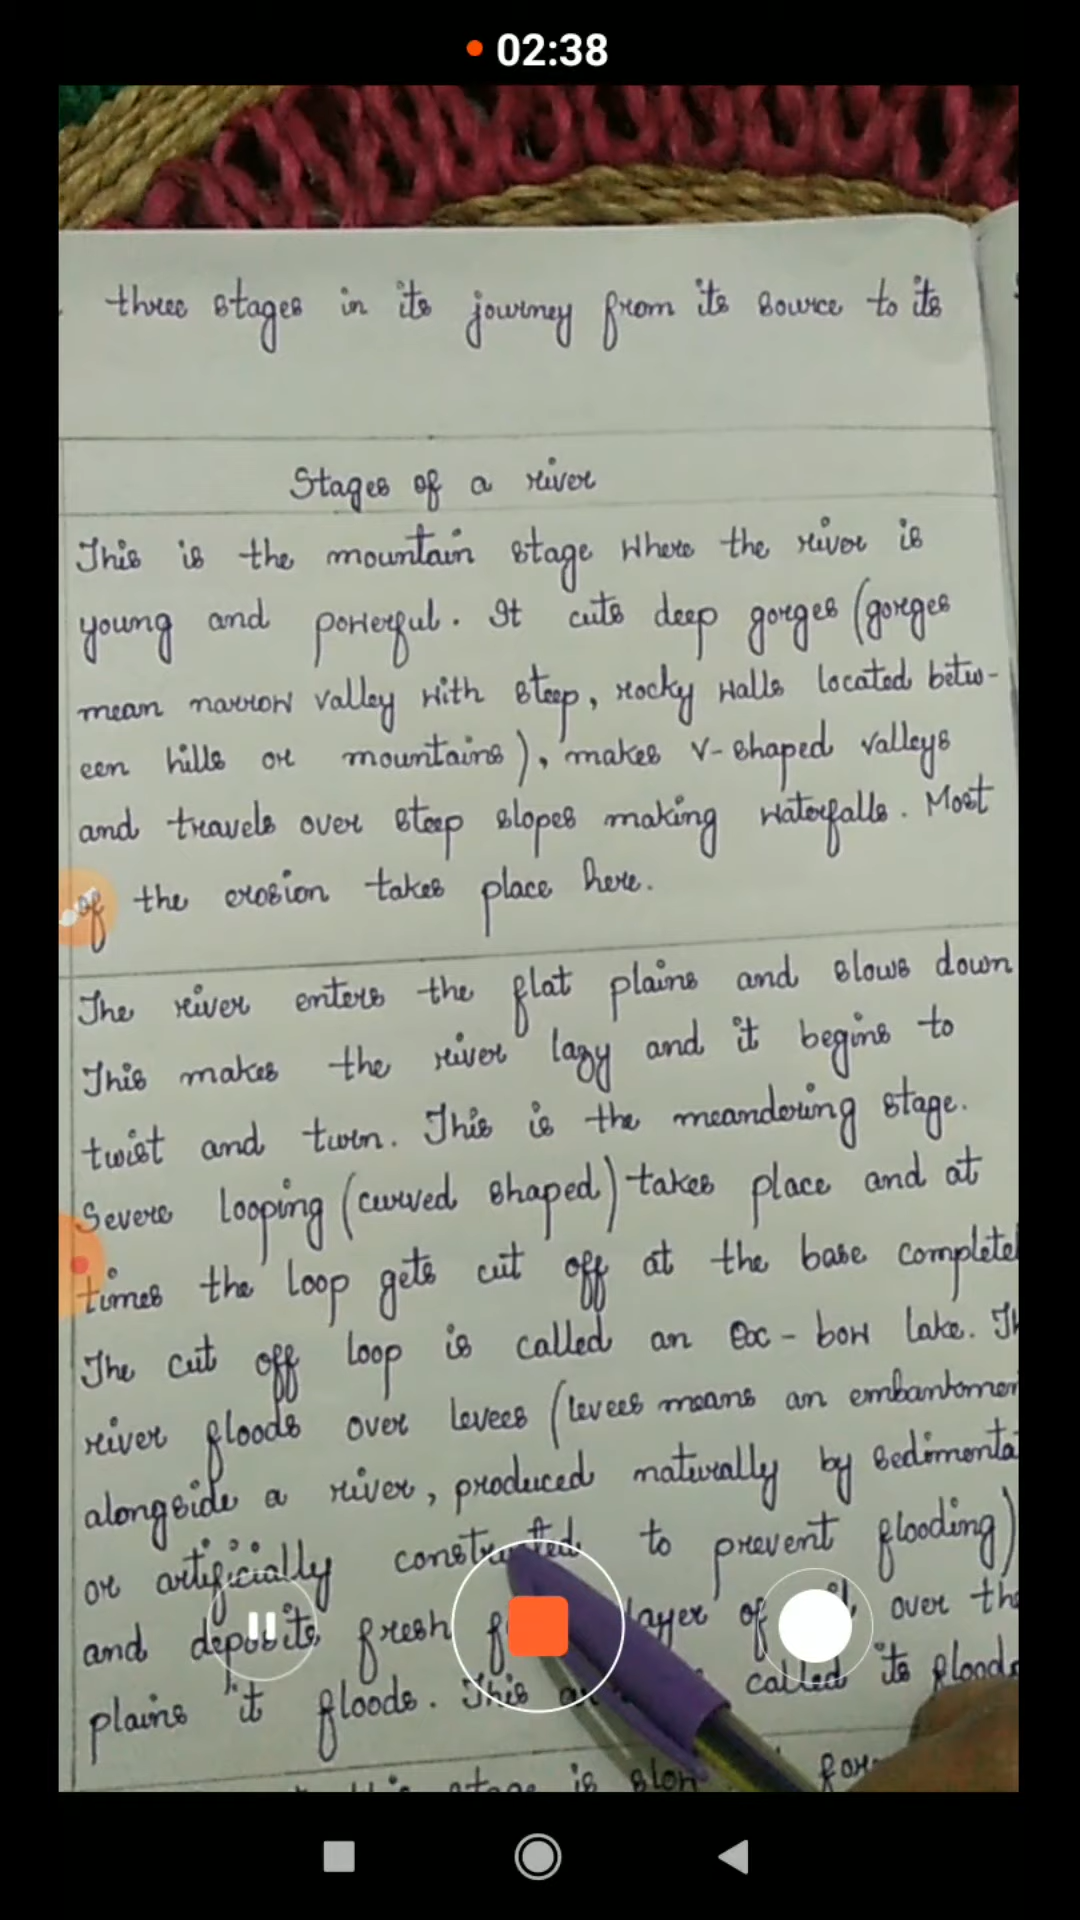 02:38
three stages in its journey from its source to its
Stages of a river
This is the mountain stage where the river is
young and powerful. It cuts deep gorges (gorges
mean narrow valley with steep, rocky walls located betw-
een hills or mountains), makes V-shaped valleys
and travels over steep slopes making waterfalls. Most
of the erosion takes place here.
The river enters the flat plains and slows down
This makes the river lazy and it begins to
twist and turn. This is the meandering stage.
Severe looping (curved shaped) takes place and at
times the loop gets cut off at the base complete
The cut off loop is called an Ox-bow lake. Th
river floods over levees (levees means an embankmen
alongside a river, produced naturally by sedimenta
or artificially to prevent flooding)
and deposits fresh layer of over the
plains it floods. This called its flood
stage is slow